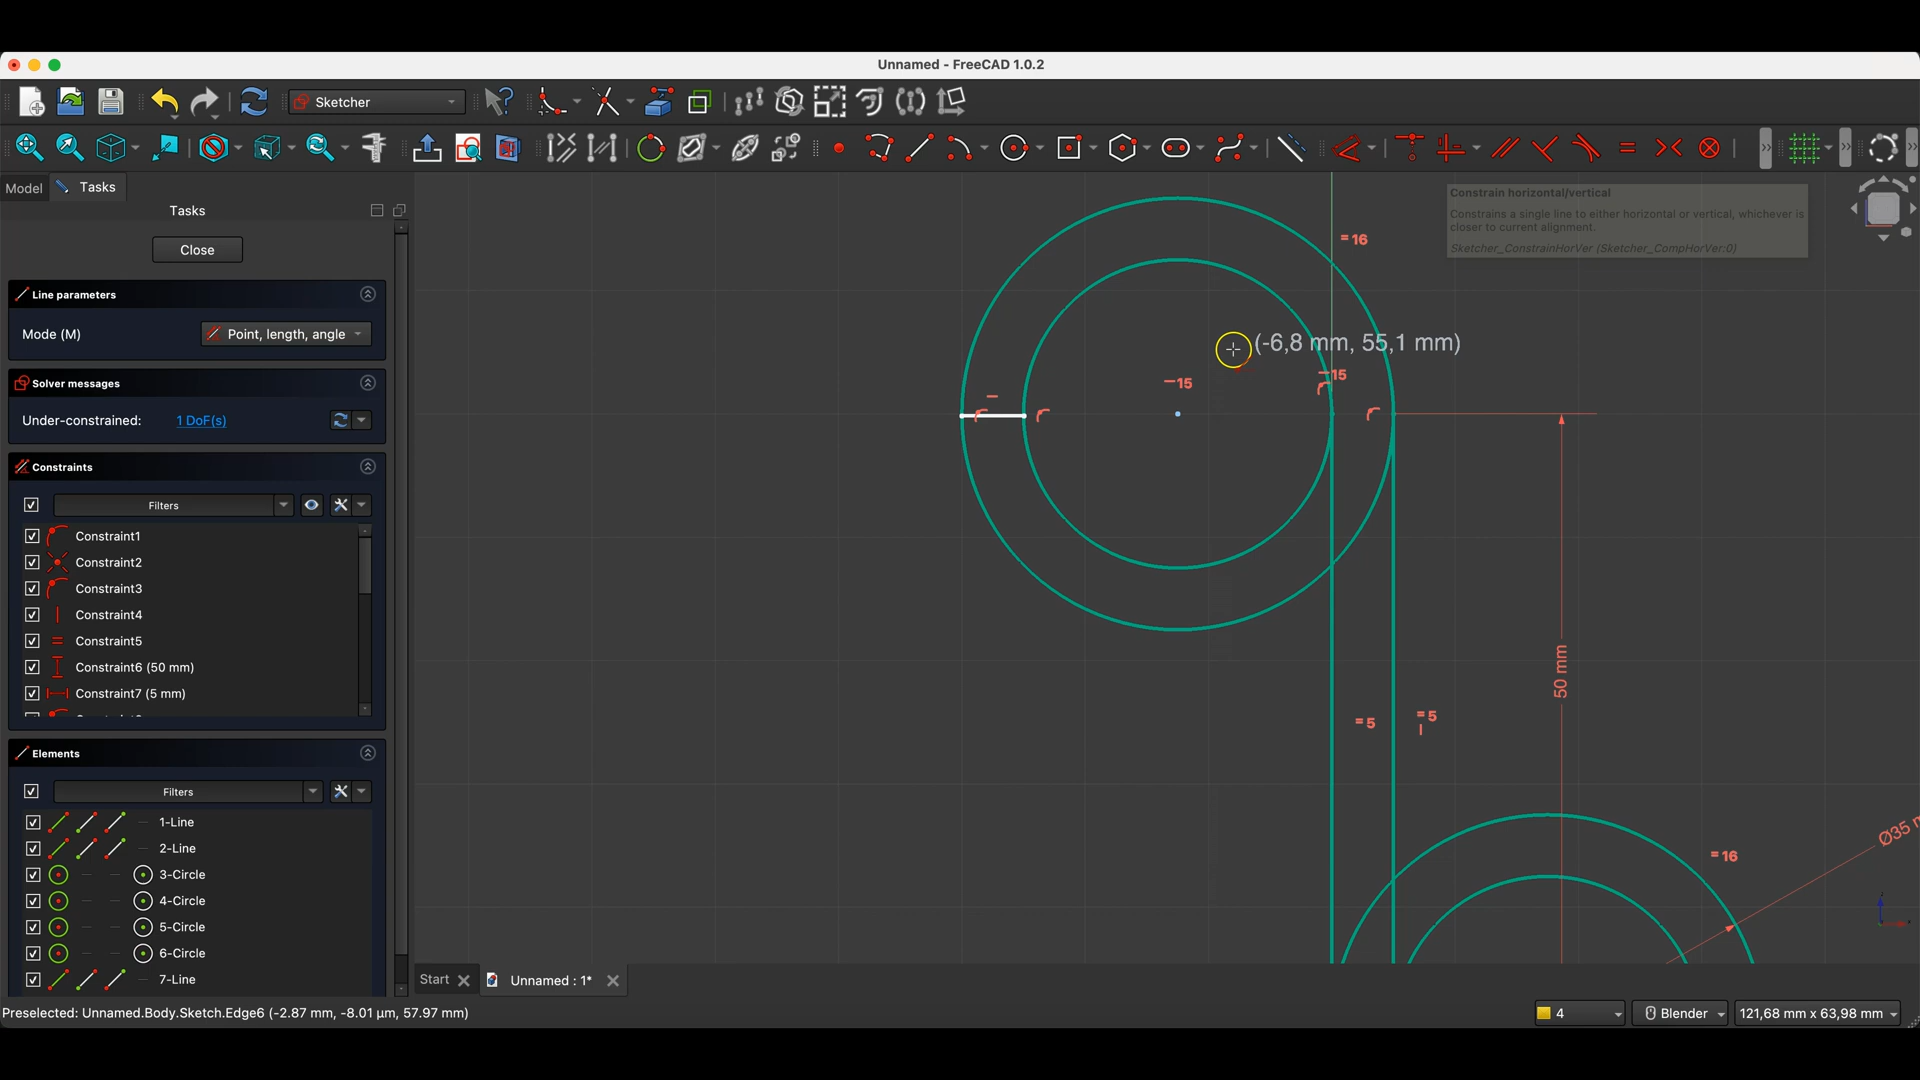 Unnamed - FreeCAD 1.0.2
Sketcher
Model
Tasks
Tasks
Close
Line parameters
Mode (M)
Point, length, angle
Solver messages
Under-constrained:
1 DoF(s)
Constraints
Filters
Constraint1
Constraint2
Constraint3
Constraint4
Constraint5
Constraint6 (50 mm)
Constraint7 (5 mm)
Elements
Filters
1-Line
2-Line
3-Circle
4-Circle
5-Circle
6-Circle
7-Line
Constrain horizontal/vertical
Constrains a single line to either horizontal or vertical, whichever is
closer to current alignment.
Sketcher_ConstrainHorVer (Sketcher_CompHorVer:0)
= 16
(-6,8 mm, 55,1 mm)
15
15
50 mm
= 5
= 5
Ø35 m
= 16
Start
Unnamed : 1*
Preselected: Unnamed.Body.Sketch.Edge6 (-2.87 mm, -8.01 µm, 57.97 mm)
4
Blender
121,68 mm x 63,98 mm